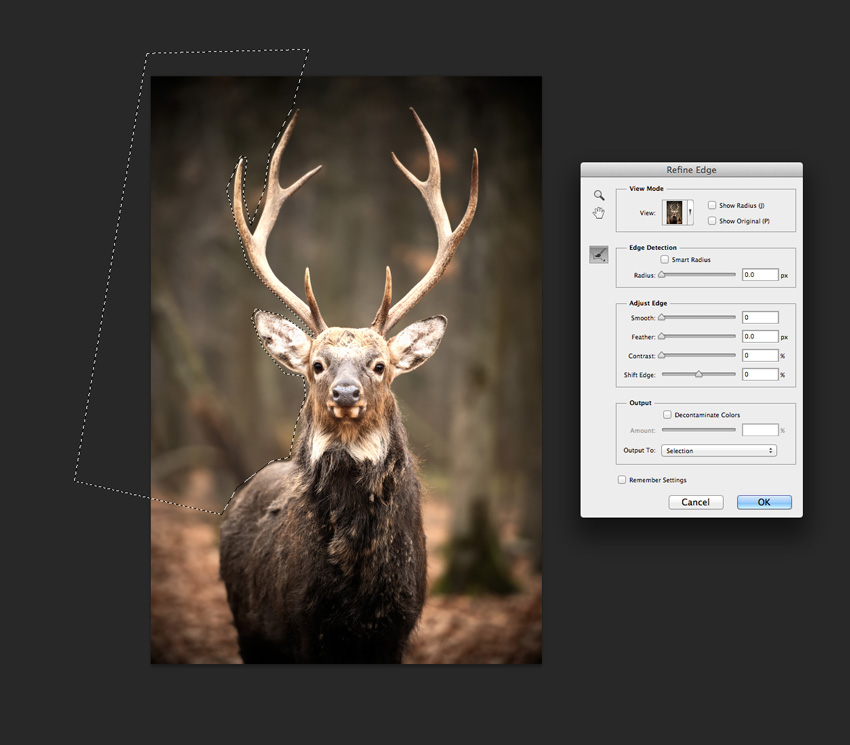 Refine Edge
View Mode
View:
Show Radius (J)
Show Original (P)
Edge Detection
Smart Radius
Radius: 0.0 px
Adjust Edge
Smooth: 0
Feather: 0.0 px
Contrast: 0 %
Shift Edge: 0 %
Output
Decontaminate Colors
Amount: %
Output To: Selection
Remember Settings
Cancel OK